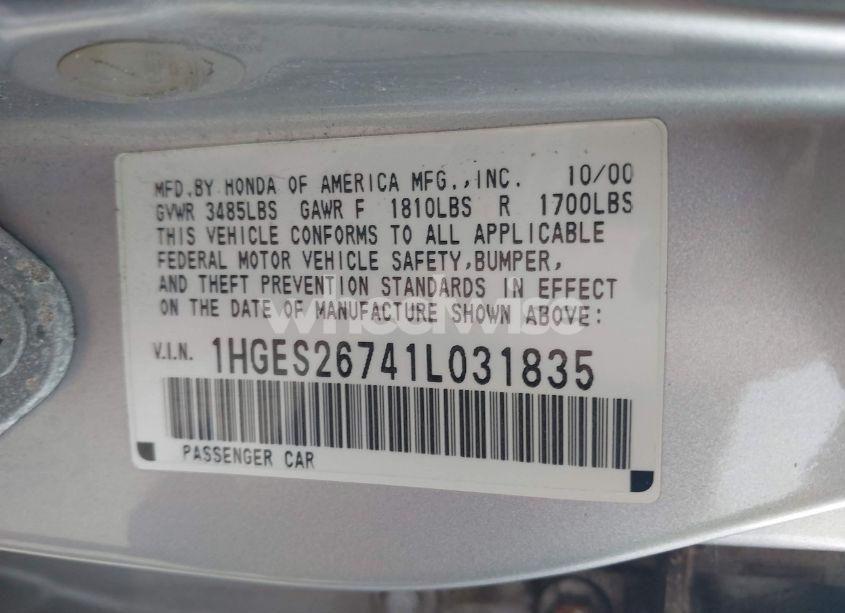 MFD.BY HONDA OF AMERICA MFG.,INC. 10/00
GVWR 3485LBS GAWR F 1810LBS R 1700LBS
THIS VEHICLE CONFORMS TO ALL APPLICABLE
FEDERAL MOTOR VEHICLE SAFETY,BUMPER,
AND THEFT PREVENTION STANDARDS IN EFFECT
ON THE DATE OF MANUFACTURE SHOWN ABOVE:
wheelwise
V.I.N. 1HGES26741L031835
PASSENGER CAR